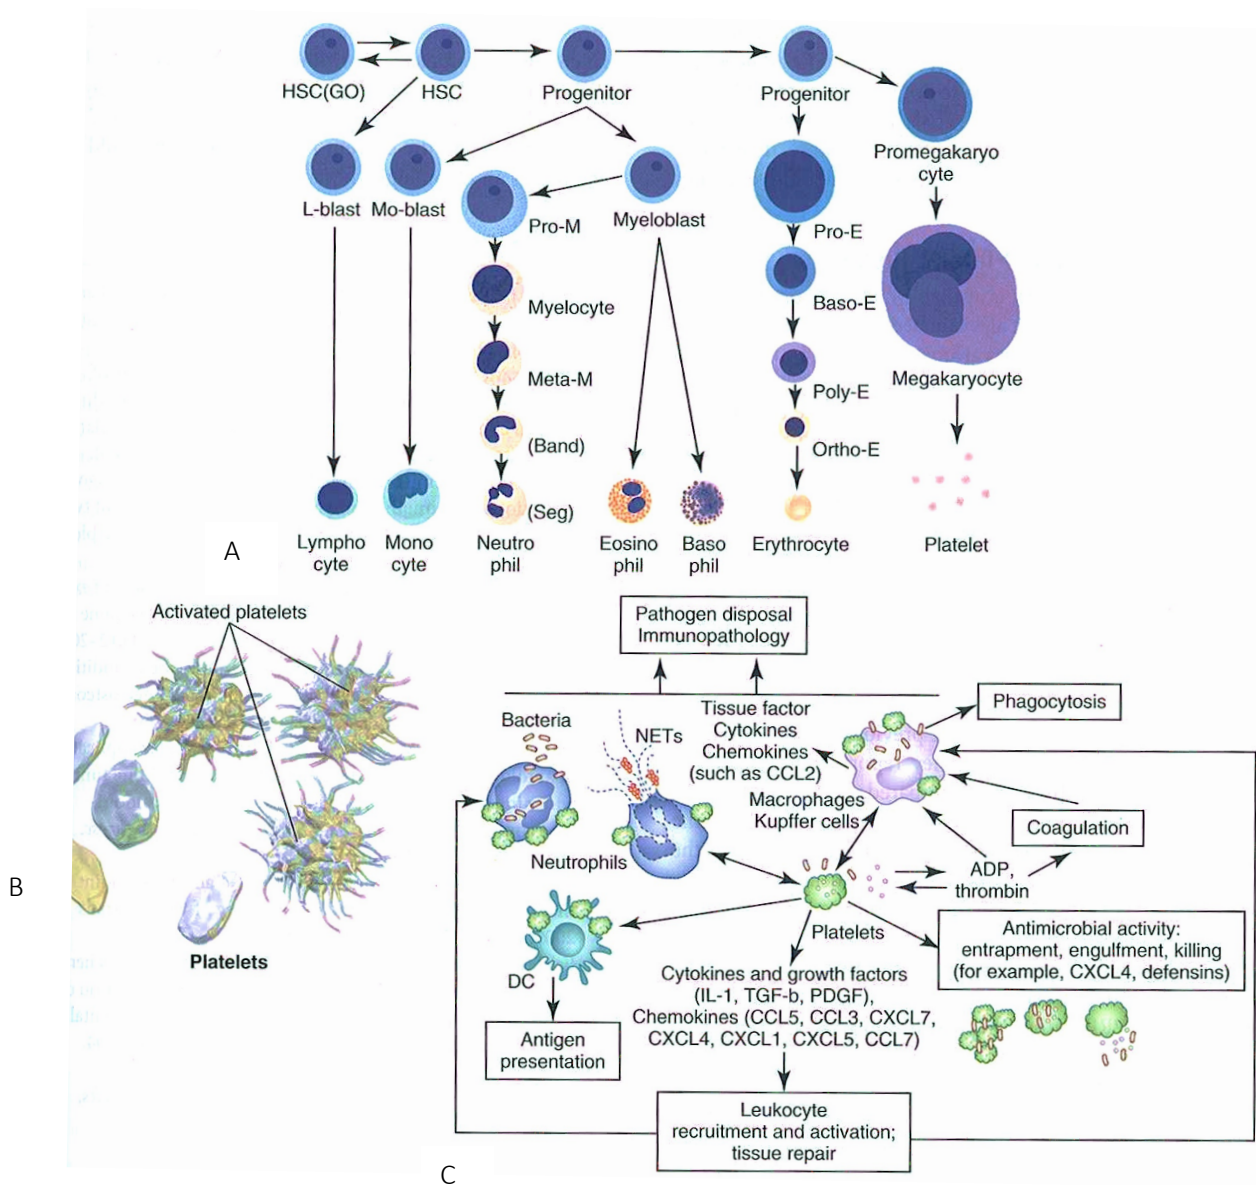 HSC(GO)
HSC
Progenitor
Progenitor
Promegakaryo
cyte
L-blast
Mo-blast
Pro-M
Myeloblast
Pro-E
Myelocyte
Baso-E
Meta-M
Megakaryocyte
Poly-E
(Band)
Ortho-E
(Seg)
Lympho
cyte
Mono
cyte
Neutro
phil
Eosino
phil
Baso
phil
Erythrocyte
Platelet
A
Activated platelets
Platelets
B
Pathogen disposal
Immunopathology
Bacteria
NETs
Tissue factor
Cytokines
Chemokines
(such as CCL2)
Phagocytosis
Macrophages
Kupffer cells
Coagulation
Neutrophils
ADP,
thrombin
Platelets
DC
Antimicrobial activity:
entrapment, engulfment, killing
(for example, CXCL4, defensins)
Cytokines and growth factors
(IL-1, TGF-b, PDGF),
Chemokines (CCL5, CCL3, CXCL7,
CXCL4, CXCL1, CXCL5, CCL7)
Antigen
presentation
Leukocyte
recruitment and activation;
tissue repair
C